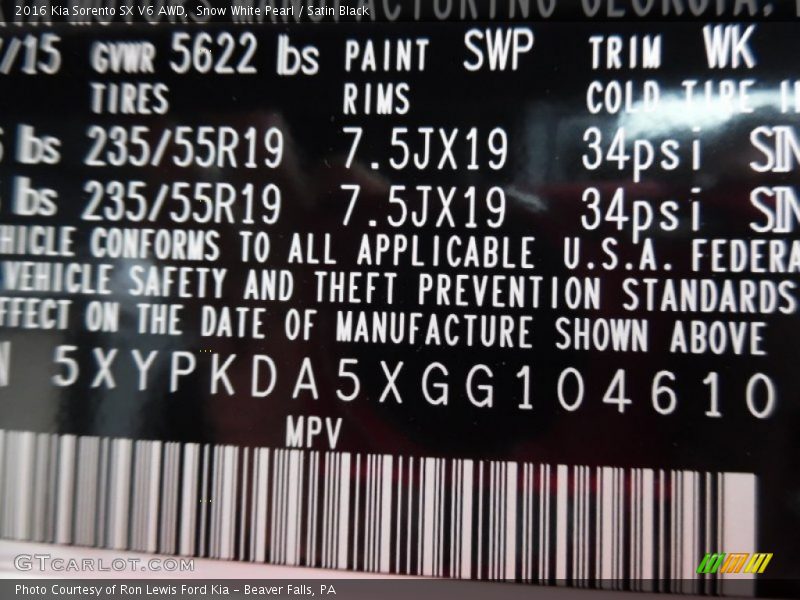 2016 Kia Sorento SX V6 AWD, Snow White Pearl / Satin Black
/15 GVWR 5622 lbs PAINT SWP TRIM WK
TIRES RIMS COLD TIRE
lbs 235/55R19 7.5JX19 34psi SIN
lbs 235/55R19 7.5JX19 34psi SIN
HICLE CONFORMS TO ALL APPLICABLE U.S.A. FEDERA
VEHICLE SAFETY AND THEFT PREVENTION STANDARDS
FFECT ON THE DATE OF MANUFACTURE SHOWN ABOVE
N 5XYPKDA5XGG104610
MPV
GTCarlot.com
Photo Courtesy of Ron Lewis Ford Kia - Beaver Falls, PA